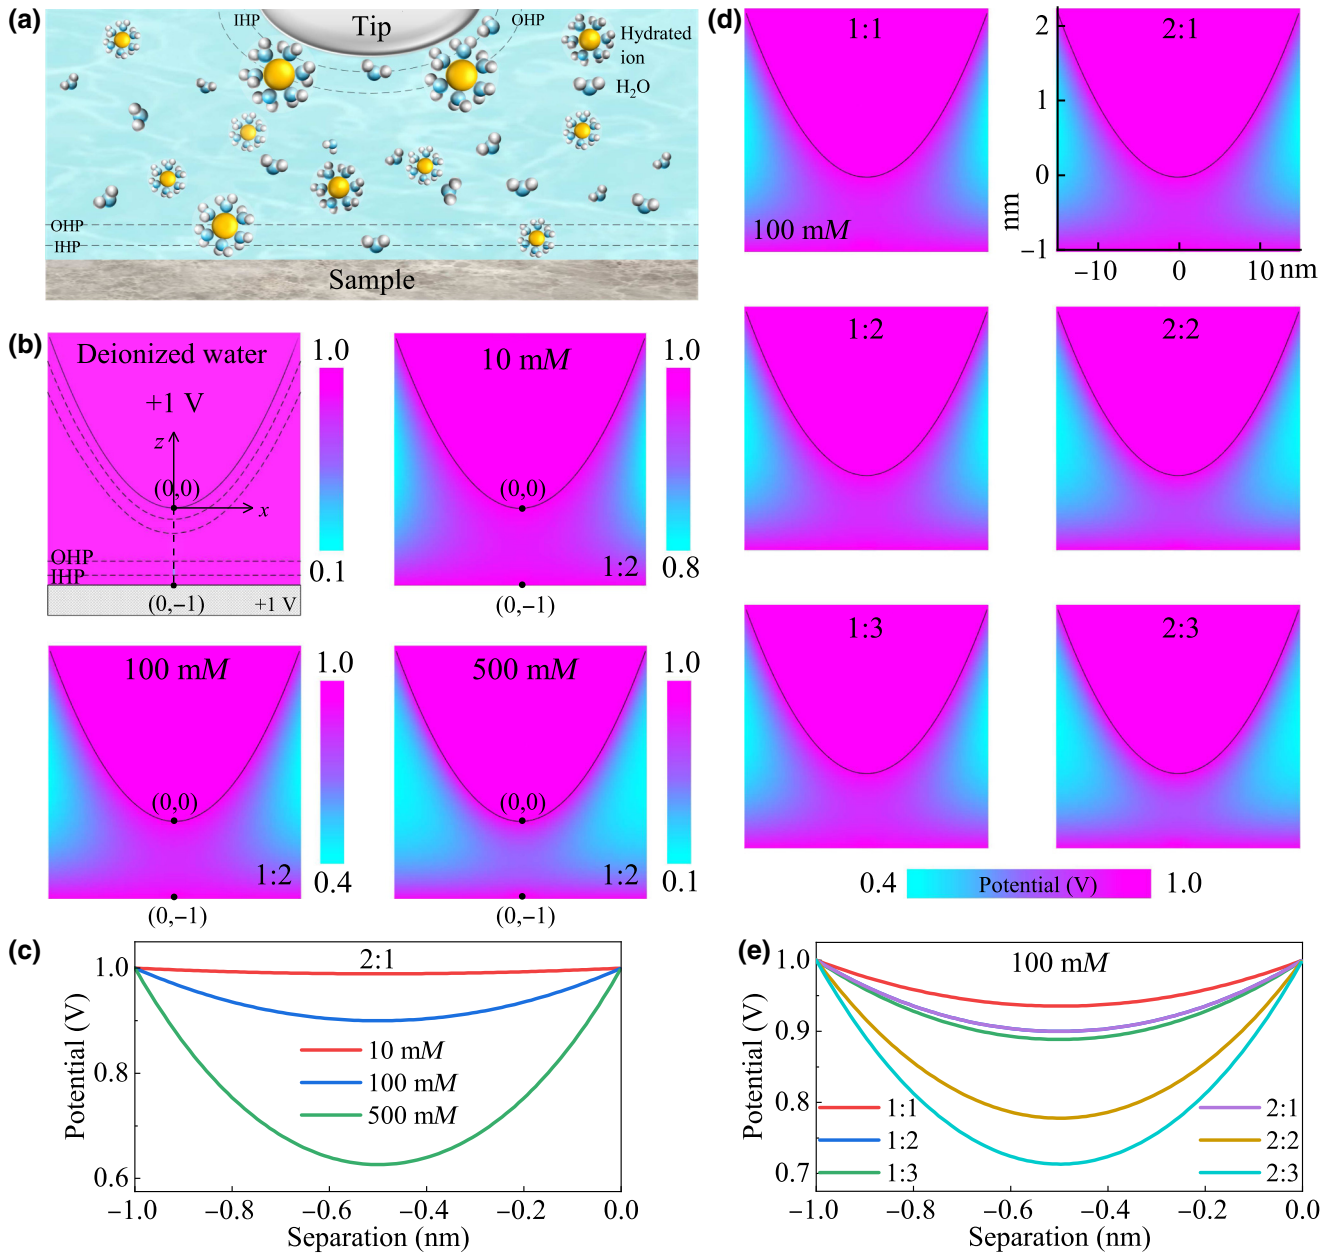 (a)
IHP
Tip
OHP
Hydrated
ion
H2O
OHP
IHP
Sample
(b)
Deionized water
+1 V
z
(0,0)
x
OHP
IHP
(0,−1)
+1 V
1.0
0.1
10 mM
(0,0)
1:2
(0,−1)
1.0
0.8
100 mM
(0,0)
1:2
(0,−1)
1.0
0.4
500 mM
(0,0)
1:2
(0,−1)
1.0
0.1
(c)
2:1
1.0
0.8
0.6
Potential (V)
10 mM
100 mM
500 mM
−1.0 −0.8 −0.6 −0.4 −0.2 0.0
Separation (nm)
(d)
1:1
100 mM
2:1
2
1
0
−1
nm
−10 0 10 nm
1:2
2:2
1:3
2:3
0.4 Potential (V) 1.0
(e)
100 mM
1.0
0.9
0.8
0.7
Potential (V)
1:1
1:2
1:3
2:1
2:2
2:3
−1.0 −0.8 −0.6 −0.4 −0.2 0.0
Separation (nm)